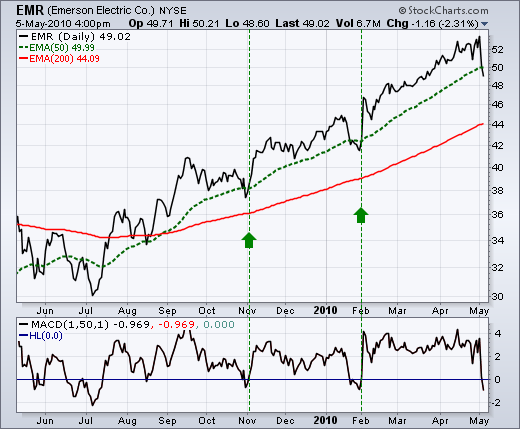 EMR (Emerson Electric Co.) NYSE © StockCharts.com
5-May-2010 4:00pm Op 49.71 Hi 50.21 Lo 48.60 Last 49.02 Vol 6.7M Chg -1.16 (-2.31%)
EMR (Daily) 49.02
EMA(50) 49.99
EMA(200) 44.09
52
50
48
46
44
42
40
38
36
34
32
30
Jun Jul Aug Sep Oct Nov Dec 2010 Feb Mar Apr May
MACD(1,50,1) -0.969, -0.969, 0.000
HL(0.0)
4
2
0
-2
Jun Jul Aug Sep Oct Nov Dec 2010 Feb Mar Apr May